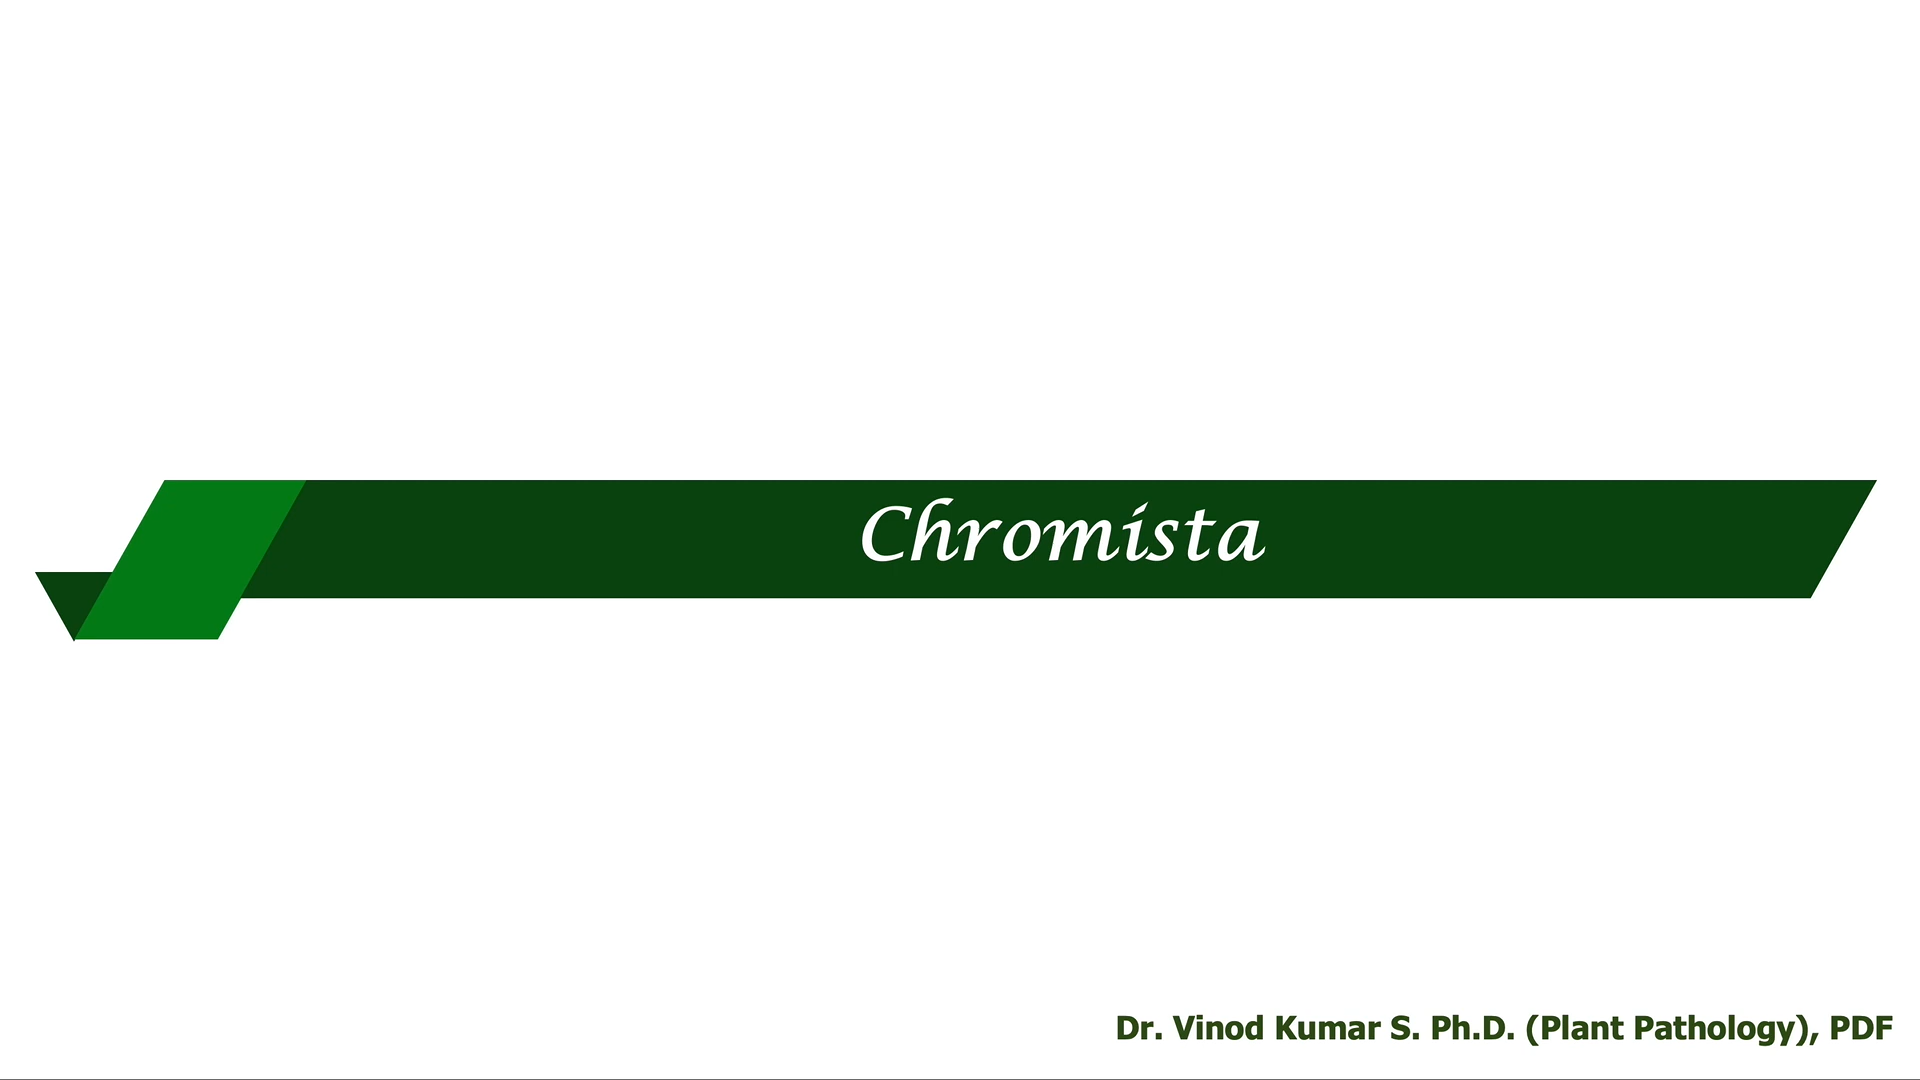 Chromista
Dr. Vinod Kumar S. Ph.D. (Plant Pathology), PDF